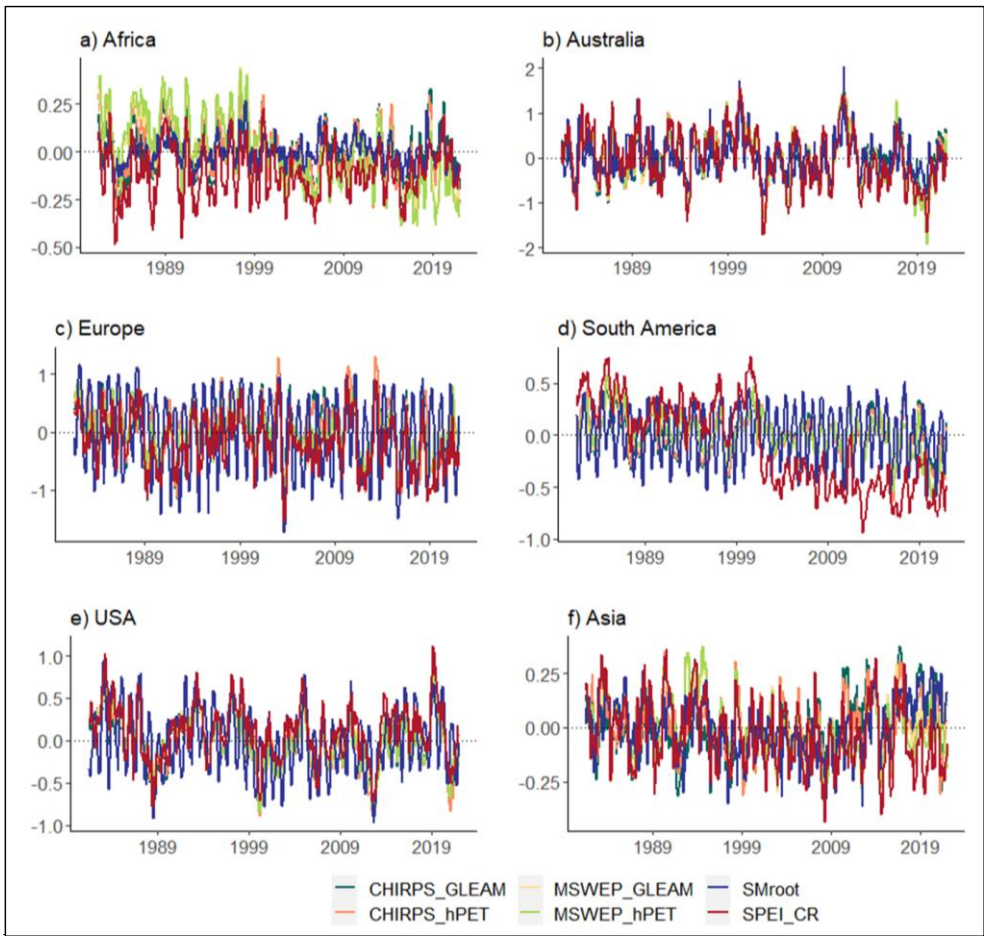 a) Africa
0.25
0.00
-0.25
-0.50
1989 1999 2009 2019
b) Australia
2
1
0
-1
-2
1989 1999 2009 2019
c) Europe
1
0
-1
1989 1999 2009 2019
d) South America
0.5
0.0
-0.5
-1.0
1989 1999 2009 2019
e) USA
1.0
0.5
0.0
-0.5
-1.0
1989 1999 2009 2019
f) Asia
0.25
0.00
-0.25
1989 1999 2009 2019
CHIRPS_GLEAM MSWEP_GLEAM SMroot
CHIRPS_hPET MSWEP_hPET SPEI_CR